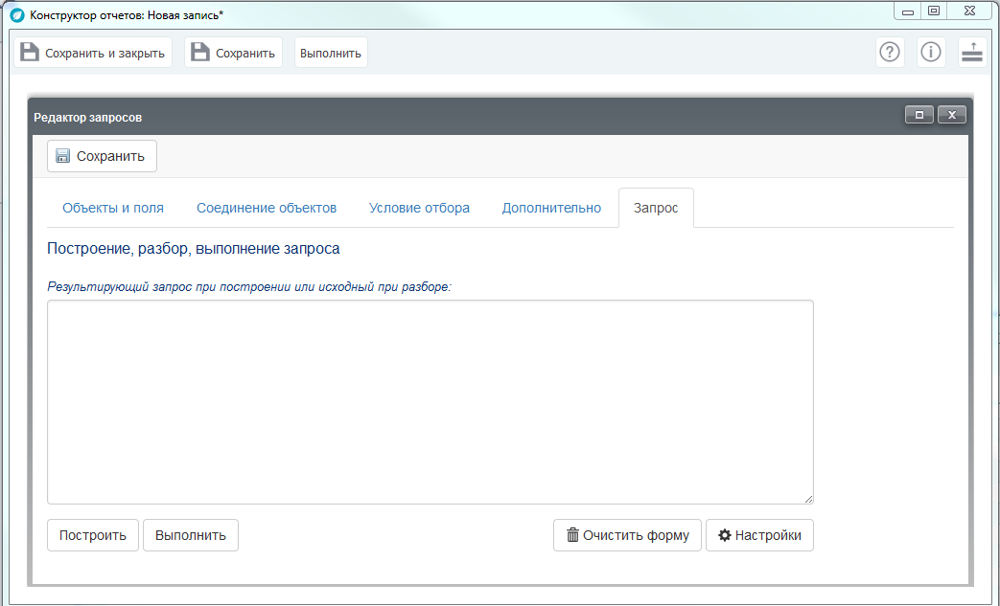 Конструктор отчетов: Новая запись*
Сохранить и закрыть Сохранить Выполнить
Редактор запросов
Сохранить
Объекты и поля Соединение объектов Условие отбора Дополнительно Запрос
Построение, разбор, выполнение запроса
Результирующий запрос при построении или исходный при разборе:
Построить Выполнить Очистить форму Настройки